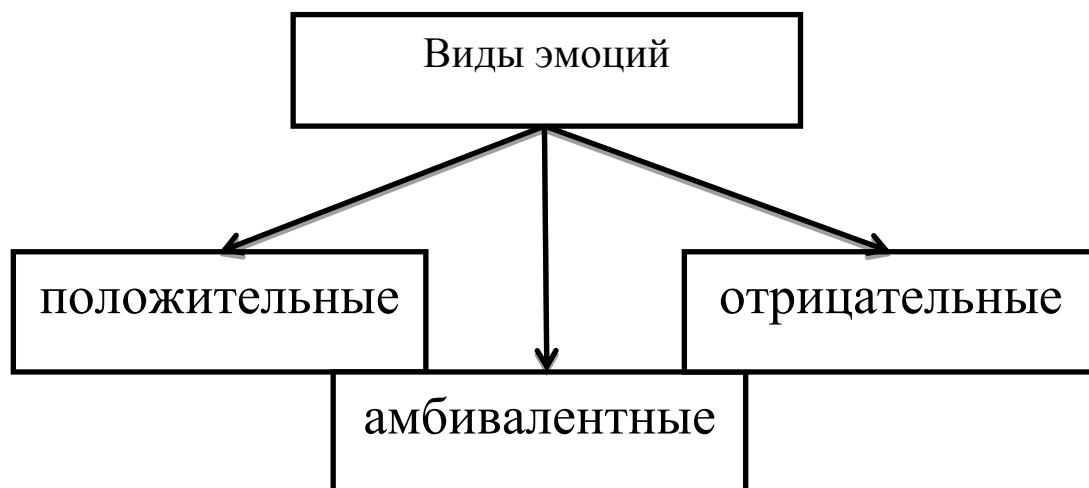 Виды эмоций
положительные
отрицательные
амбивалентные